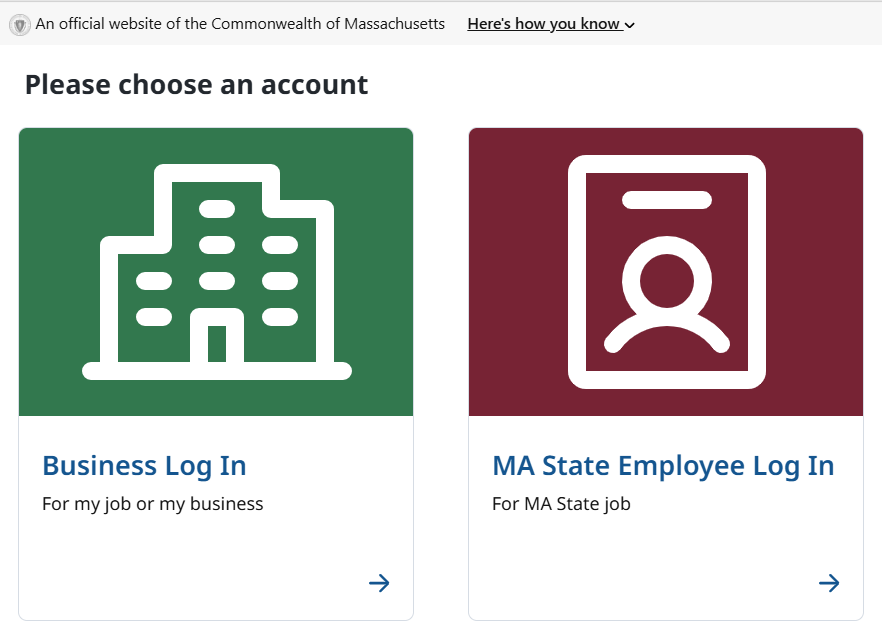 An official website of the Commonwealth of Massachusetts Here's how you know
Please choose an account
Business Log In
For my job or my business
MA State Employee Log In
For MA State job